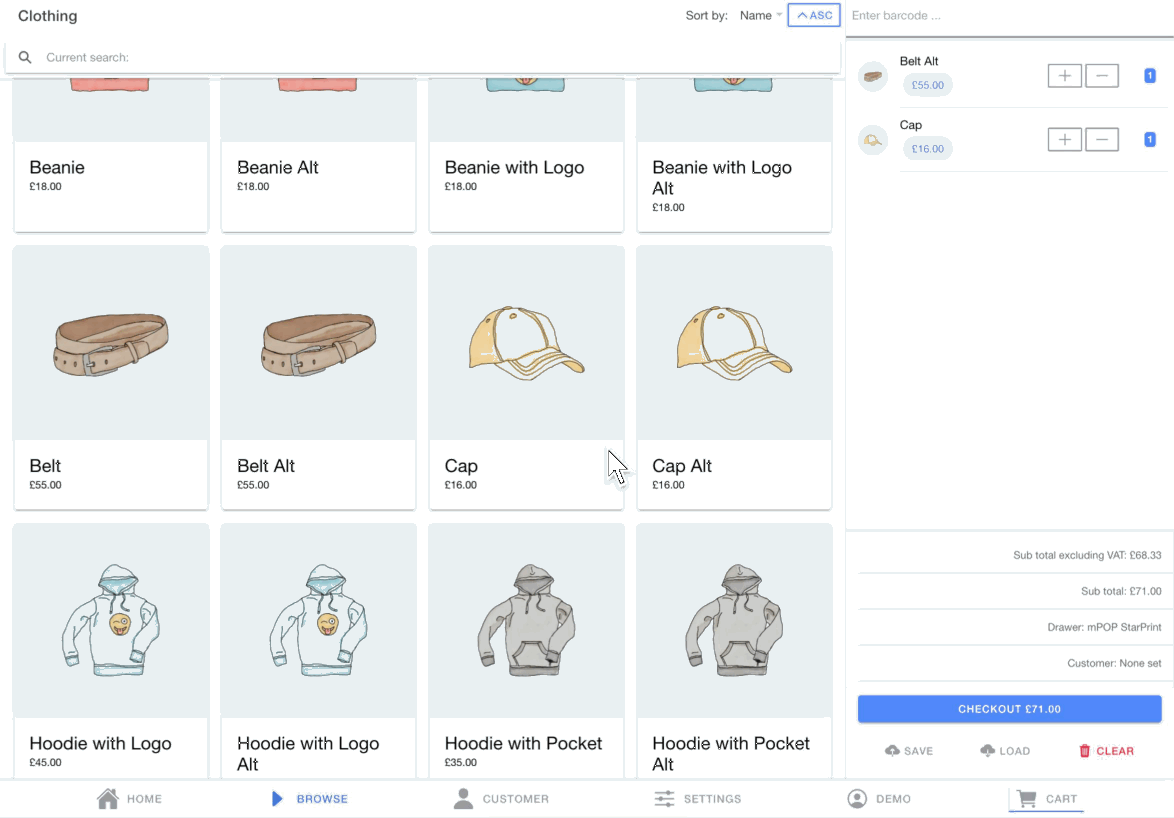 Clothing
Sort by: Name ASC
Current search:
Beanie
£18.00
Beanie Alt
£18.00
Beanie with Logo
£18.00
Beanie with Logo
Alt
£18.00
Belt
£55.00
Belt Alt
£55.00
Cap
£16.00
Cap Alt
£16.00
Hoodie with Logo
£45.00
Hoodie with Logo
Alt
Hoodie with Pocket
£35.00
Hoodie with Pocket
Alt
Enter barcode ...
Belt Alt
£55.00
1
Cap
£16.00
1
Sub total excluding VAT: £68.33
Sub total: £71.00
Drawer: mPOP StarPrint
Customer: None set
CHECKOUT £71.00
SAVE
LOAD
CLEAR
HOME
BROWSE
CUSTOMER
SETTINGS
DEMO
CART